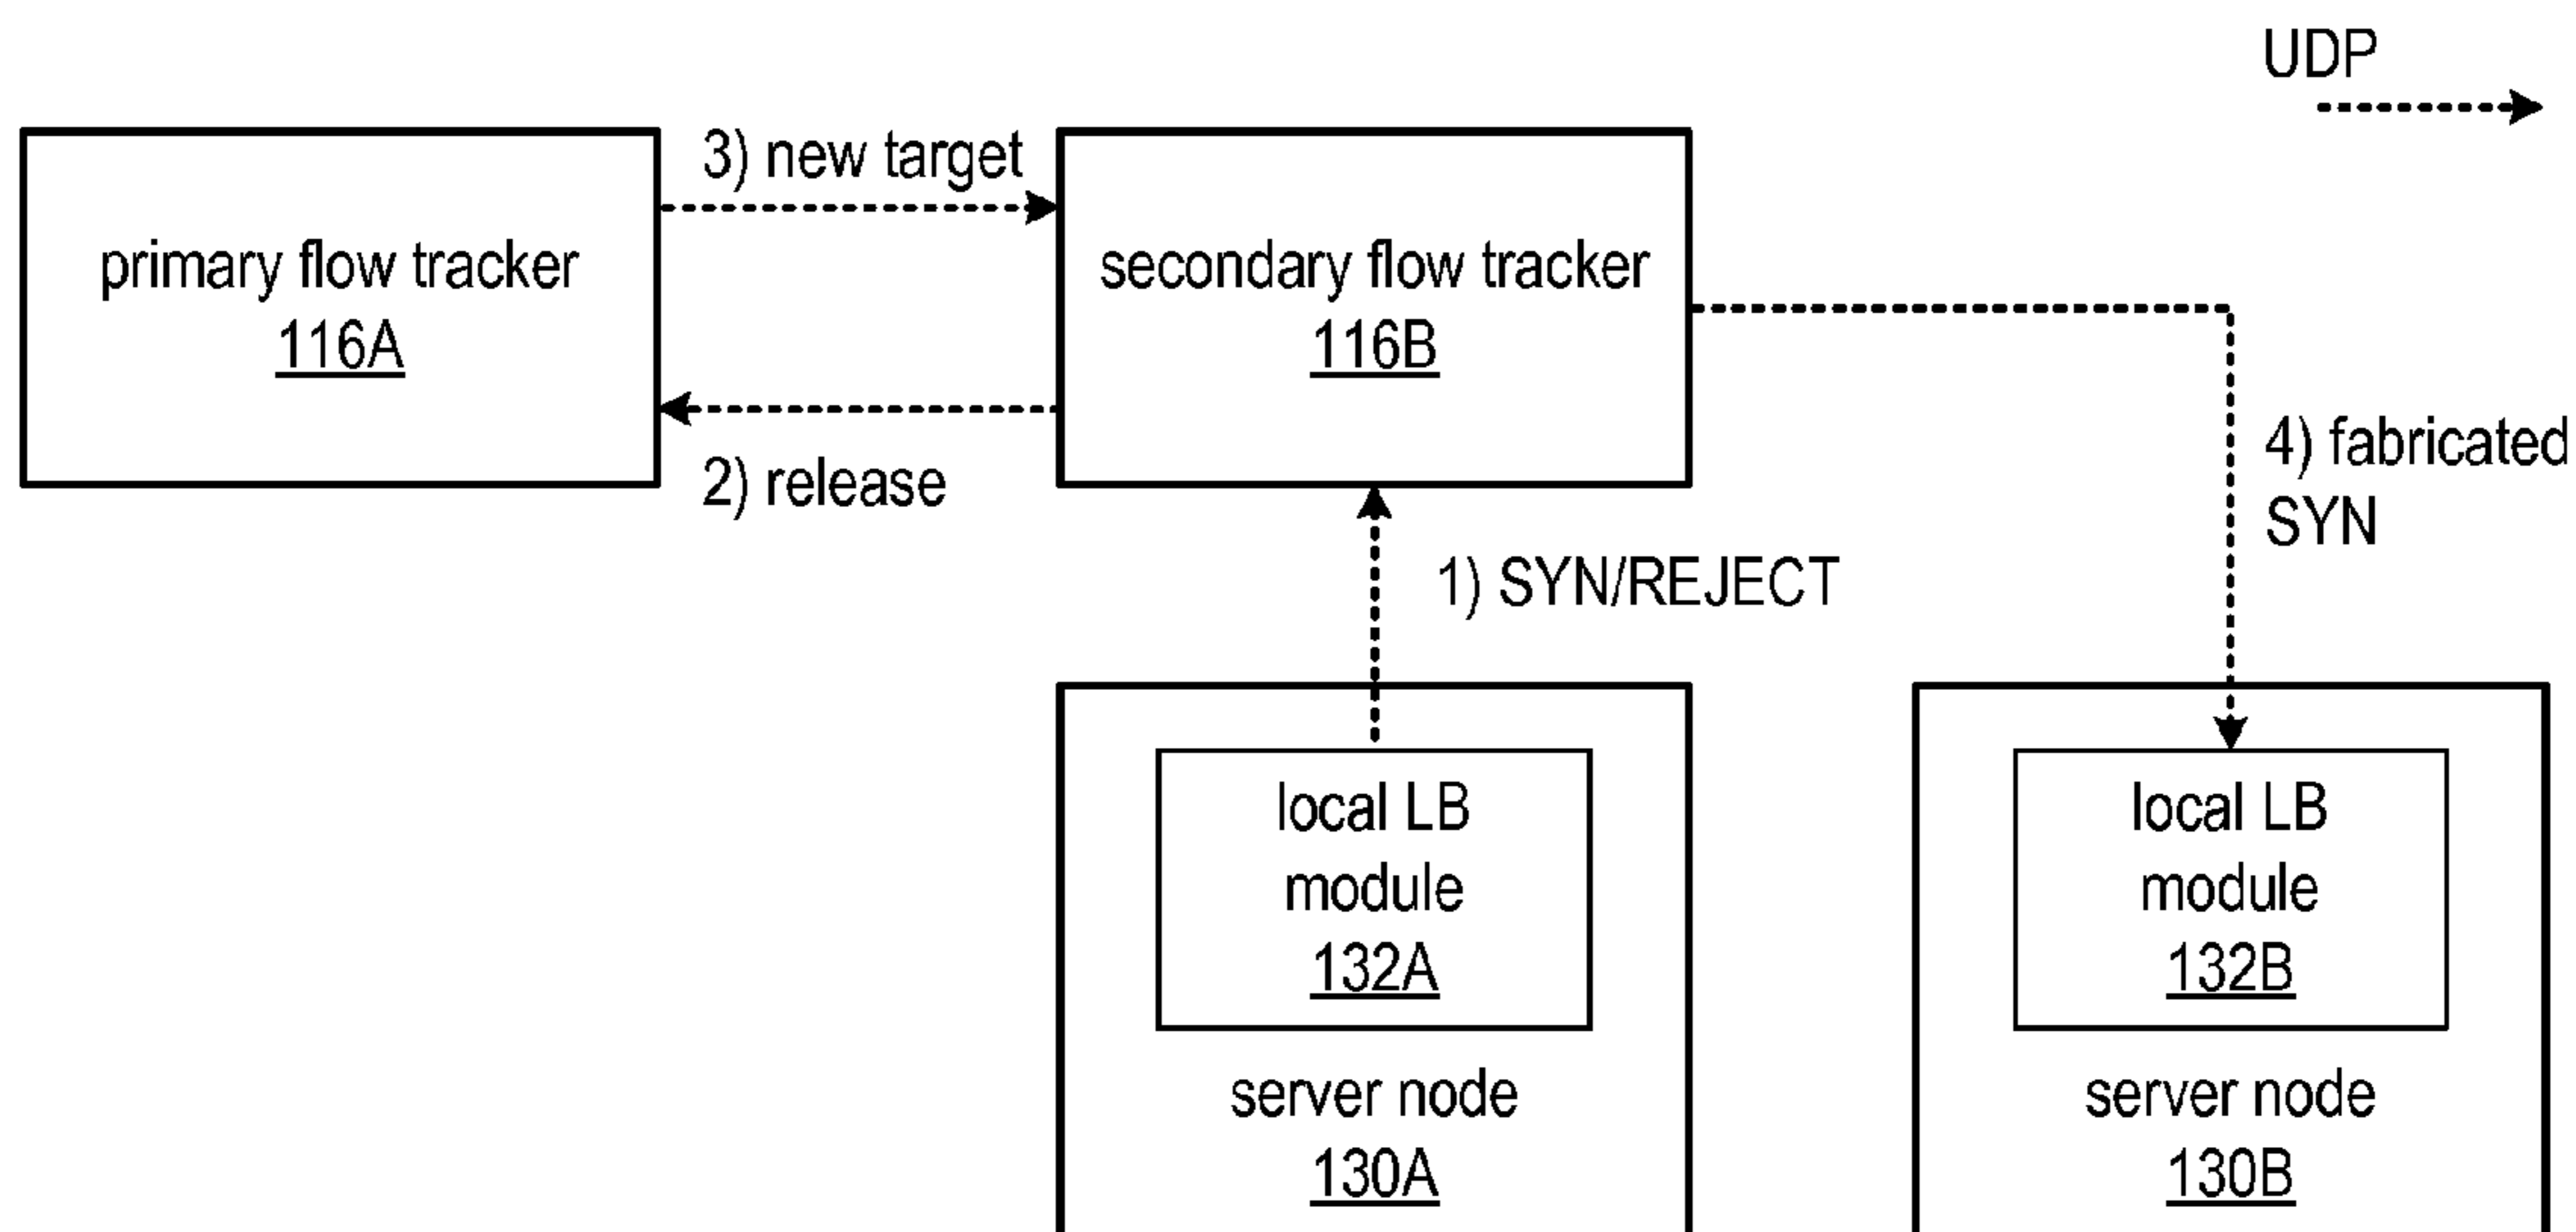 UDP
3) new target
primary flow tracker
116A
secondary flow tracker
116B
2) release
4) fabricated
SYN
1) SYN/REJECT
local LB
module
132A
server node
130A
local LB
module
132B
server node
130B